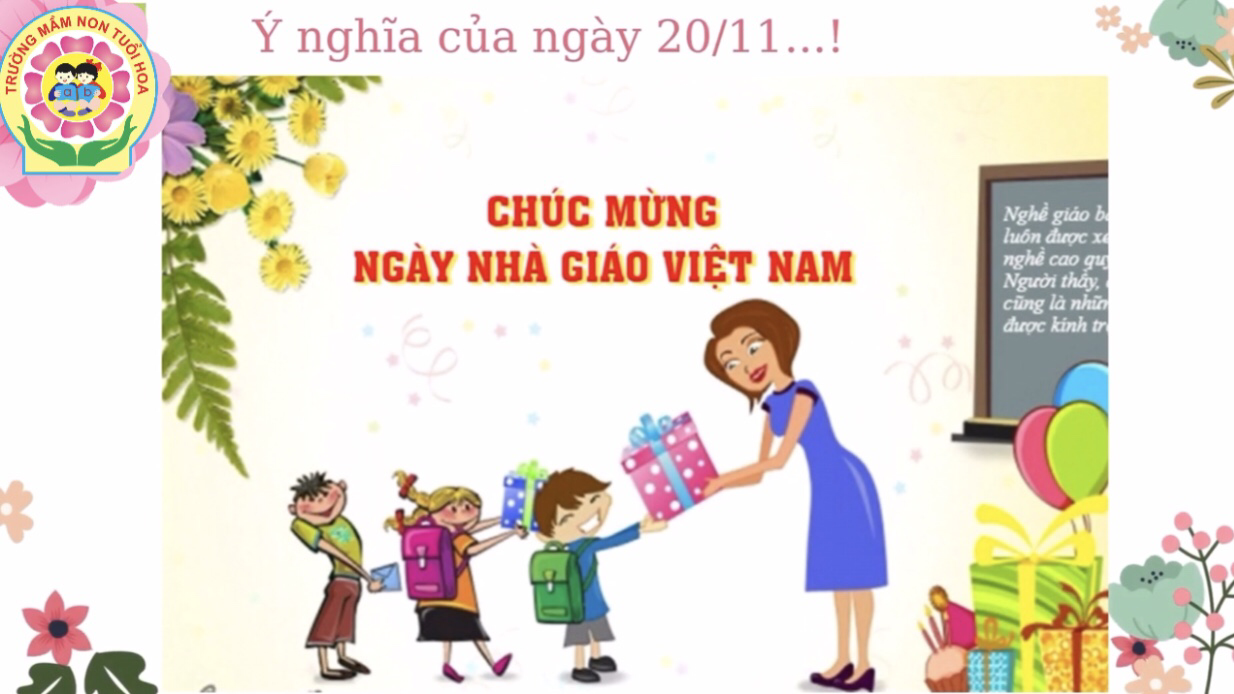 Ý nghĩa của ngày 20/11...!
TRƯỜNG MẦM NON TUỔI HOA
a b
CHÚC MỪNG
NGÀY NHÀ GIÁO VIỆT NAM
Nghề giáo
luôn được
nghề cao
Người thầy,
cũng là
được kính